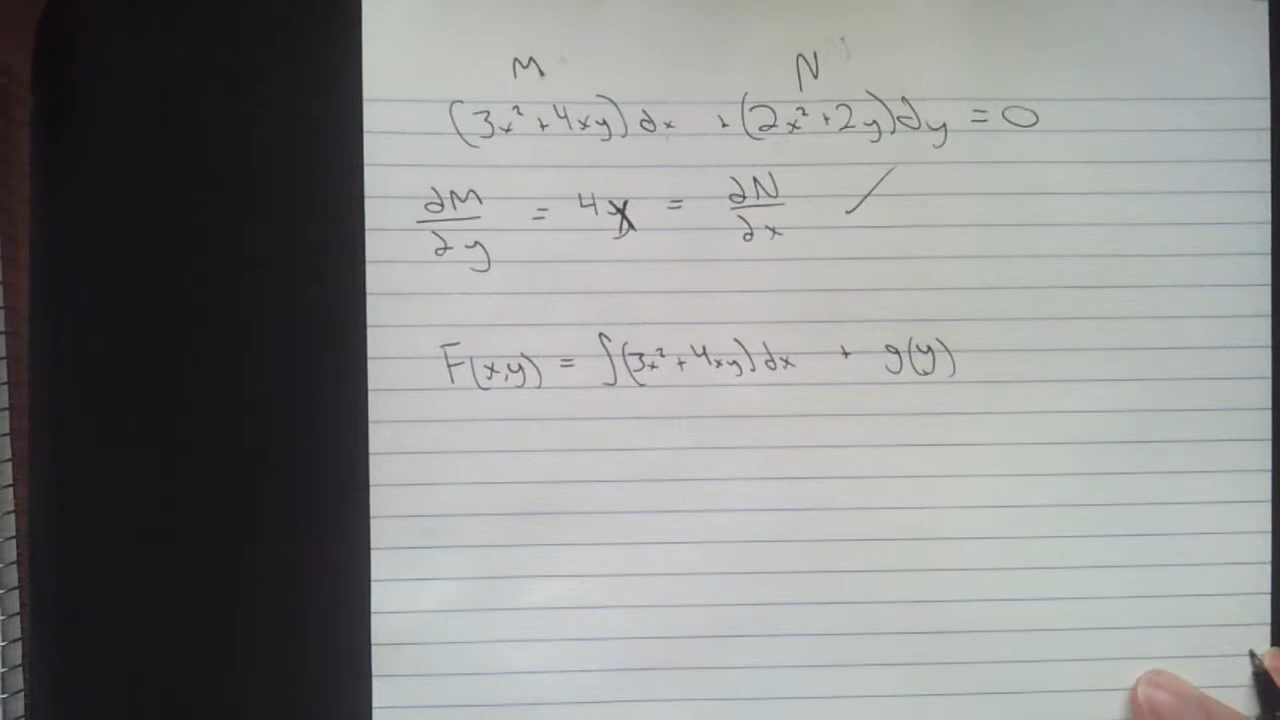 M N
(3x² + 4xy) dx + (2x² + 2y) dy = 0
∂M/∂y = 4x = ∂N/∂x ✓
F(x,y) = ∫(3x² + 4xy) dx + g(y)